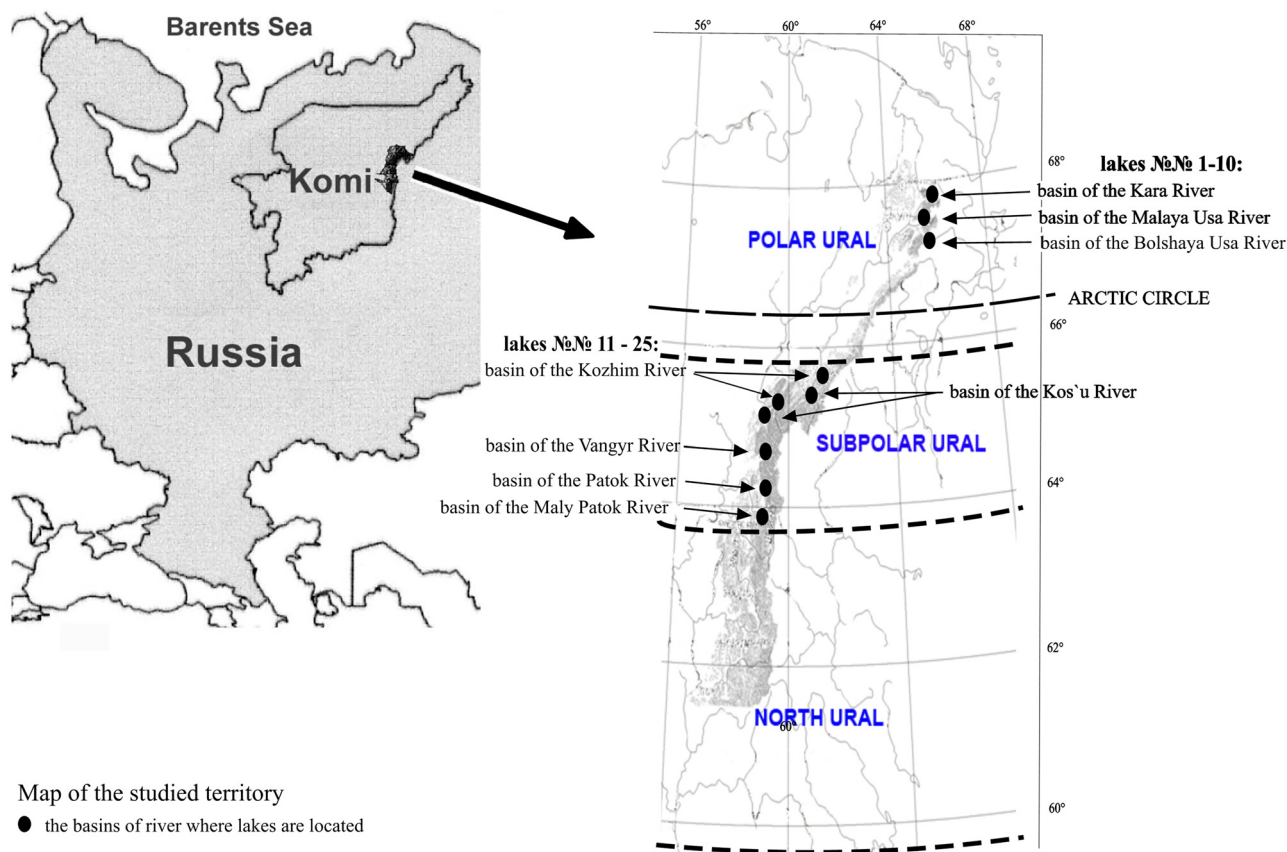 Barents Sea
Komi
Russia
Map of the studied territory
the basins of river where lakes are located
56°
60°
64°
68°
68°
lakes №№ 1-10:
basin of the Kara River
basin of the Malaya Usa River
basin of the Bolshaya Usa River
POLAR URAL
ARCTIC CIRCLE
66°
lakes №№ 11 - 25:
basin of the Kozhim River
basin of the Kos`u River
SUBPOLAR URAL
basin of the Vangyr River
basin of the Patok River
64°
basin of the Maly Patok River
62°
NORTH URAL
60°
60°